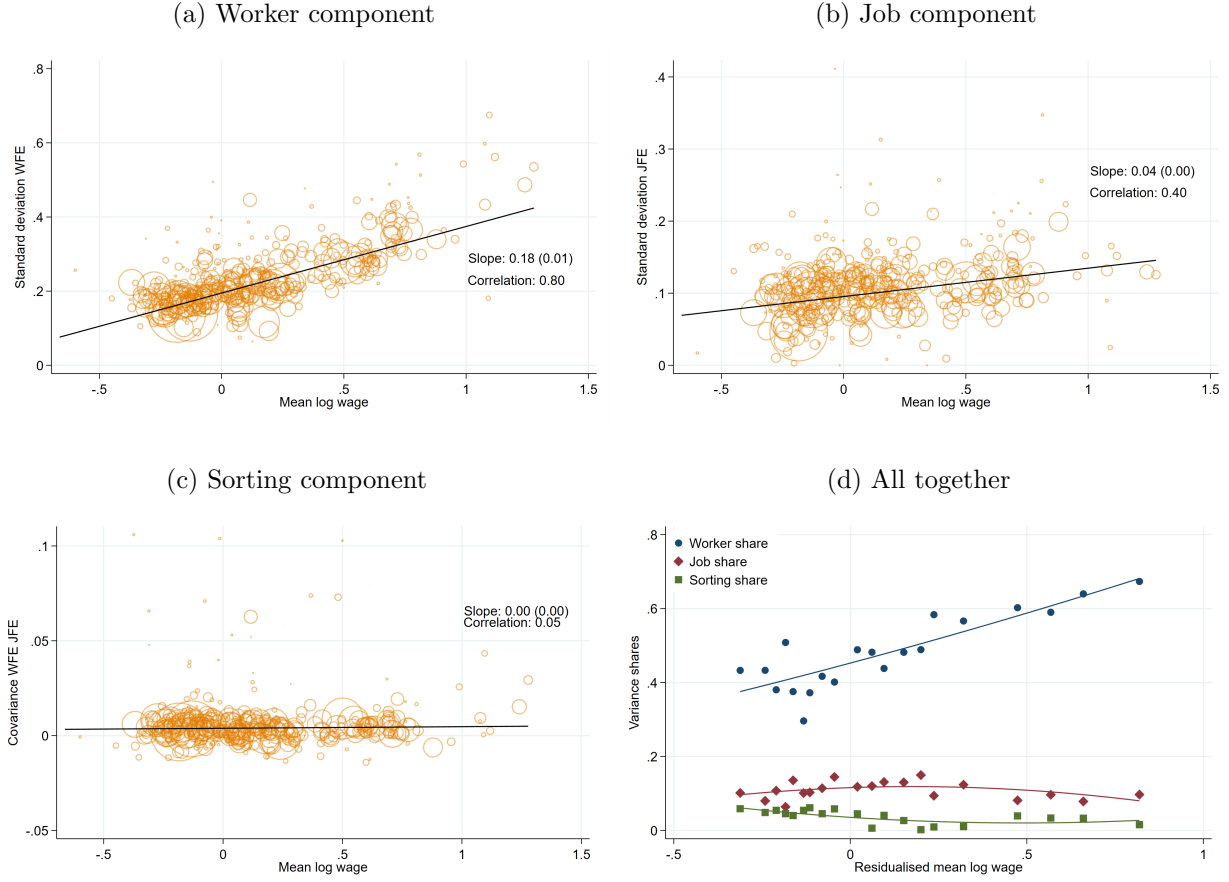 (a) Worker component
Standard deviation WFE
.8
.6
.4
.2
0
Slope: 0.18 (0.01)
Correlation: 0.80
-.5
0
.5
1
1.5
Mean log wage
(b) Job component
Standard deviation JFE
.4
.3
.2
.1
0
Slope: 0.04 (0.00)
Correlation: 0.40
-.5
0
.5
1
1.5
Mean log wage
(c) Sorting component
Covariance WFE JFE
.1
.05
0
-.05
Slope: 0.00 (0.00)
Correlation: 0.05
-.5
0
.5
1
1.5
Mean log wage
(d) All together
Variance shares
.8
.6
.4
.2
0
Worker share
Job share
Sorting share
-.5
0
.5
1
Residualised mean log wage